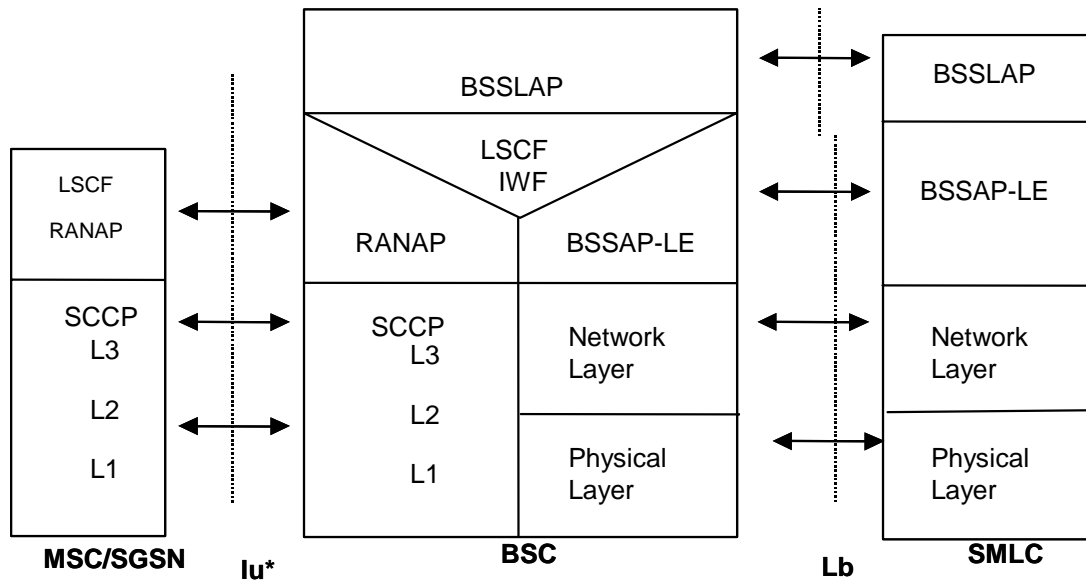 LSCF
RANAP
SCCP
L3
L2
L1
MSC/SGSN
Iu*
BSSLAP
LSCF
IWF
RANAP
BSSAP-LE
SCCP
L3
L2
L1
Network
Layer
Physical
Layer
BSC
Lb
BSSLAP
BSSAP-LE
Network
Layer
Physical
Layer
SMLC